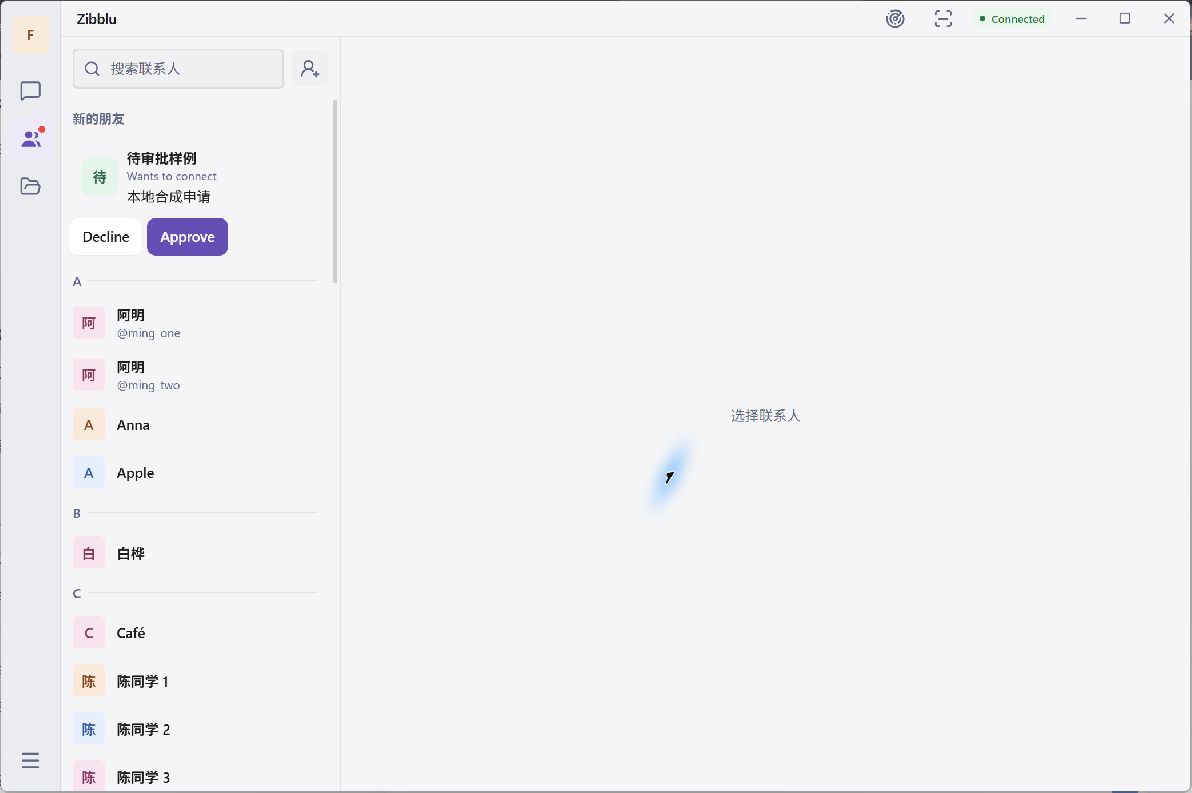 F
Zibblu
Connected
搜索联系人
新的朋友
待
待审批样例
Wants to connect
本地合成申请
Decline
Approve
A
阿
阿明
@ming_one
阿
阿明
@ming_two
A
Anna
A
Apple
B
白
白桦
C
C
Café
陈
陈同学 1
陈
陈同学 2
陈
陈同学 3
选择联系人